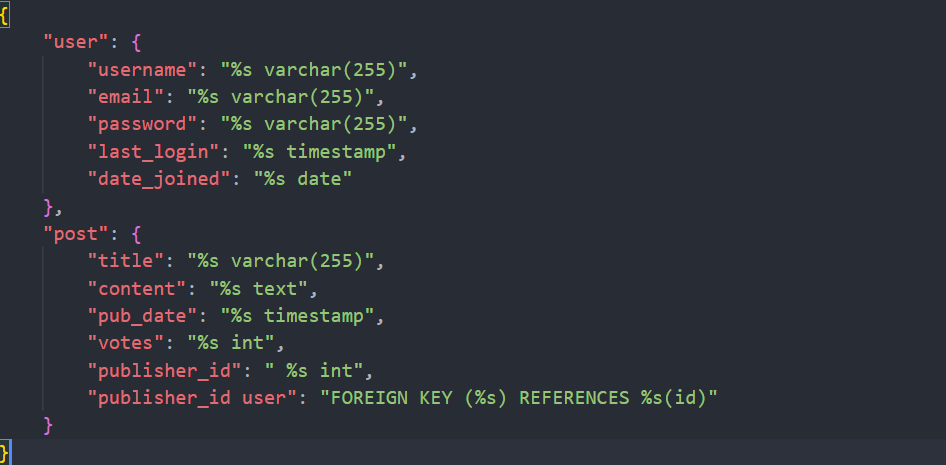 {
    "user": {
        "username": "%s varchar(255)",
        "email": "%s varchar(255)",
        "password": "%s varchar(255)",
        "last_login": "%s timestamp",
        "date_joined": "%s date"
    },
    "post": {
        "title": "%s varchar(255)",
        "content": "%s text",
        "pub_date": "%s timestamp",
        "votes": "%s int",
        "publisher_id": " %s int",
        "publisher_id user": "FOREIGN KEY (%s) REFERENCES %s(id)"
    }
}